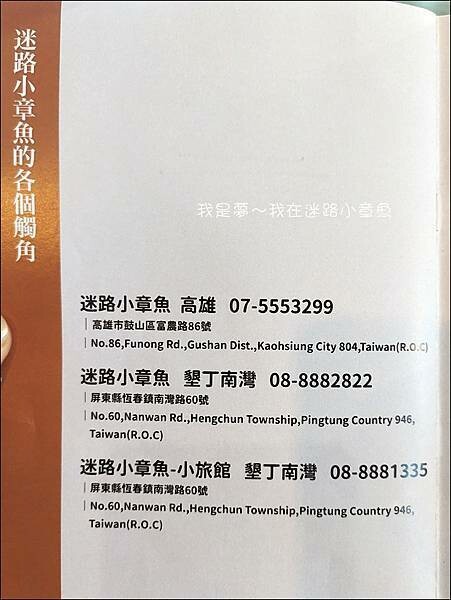 迷路小章魚的各個觸角
我是夢～我在迷路小章魚
迷路小章魚 高雄 07-5553299
｜高雄市鼓山區富農路86號
｜No.86,Funong Rd.,Gushan Dist.,Kaohsiung City 804,Taiwan(R.O.C)
迷路小章魚 墾丁南灣 08-8882822
｜屏東縣恆春鎮南灣路60號
｜No.60,Nanwan Rd.,Hengchun Township,Pingtung Country 946,
Taiwan(R.O.C)
迷路小章魚-小旅館 墾丁南灣 08-8881335
｜屏東縣恆春鎮南灣路60號
｜No.60,Nanwan Rd.,Hengchun Township,Pingtung Country 946,
Taiwan(R.O.C)